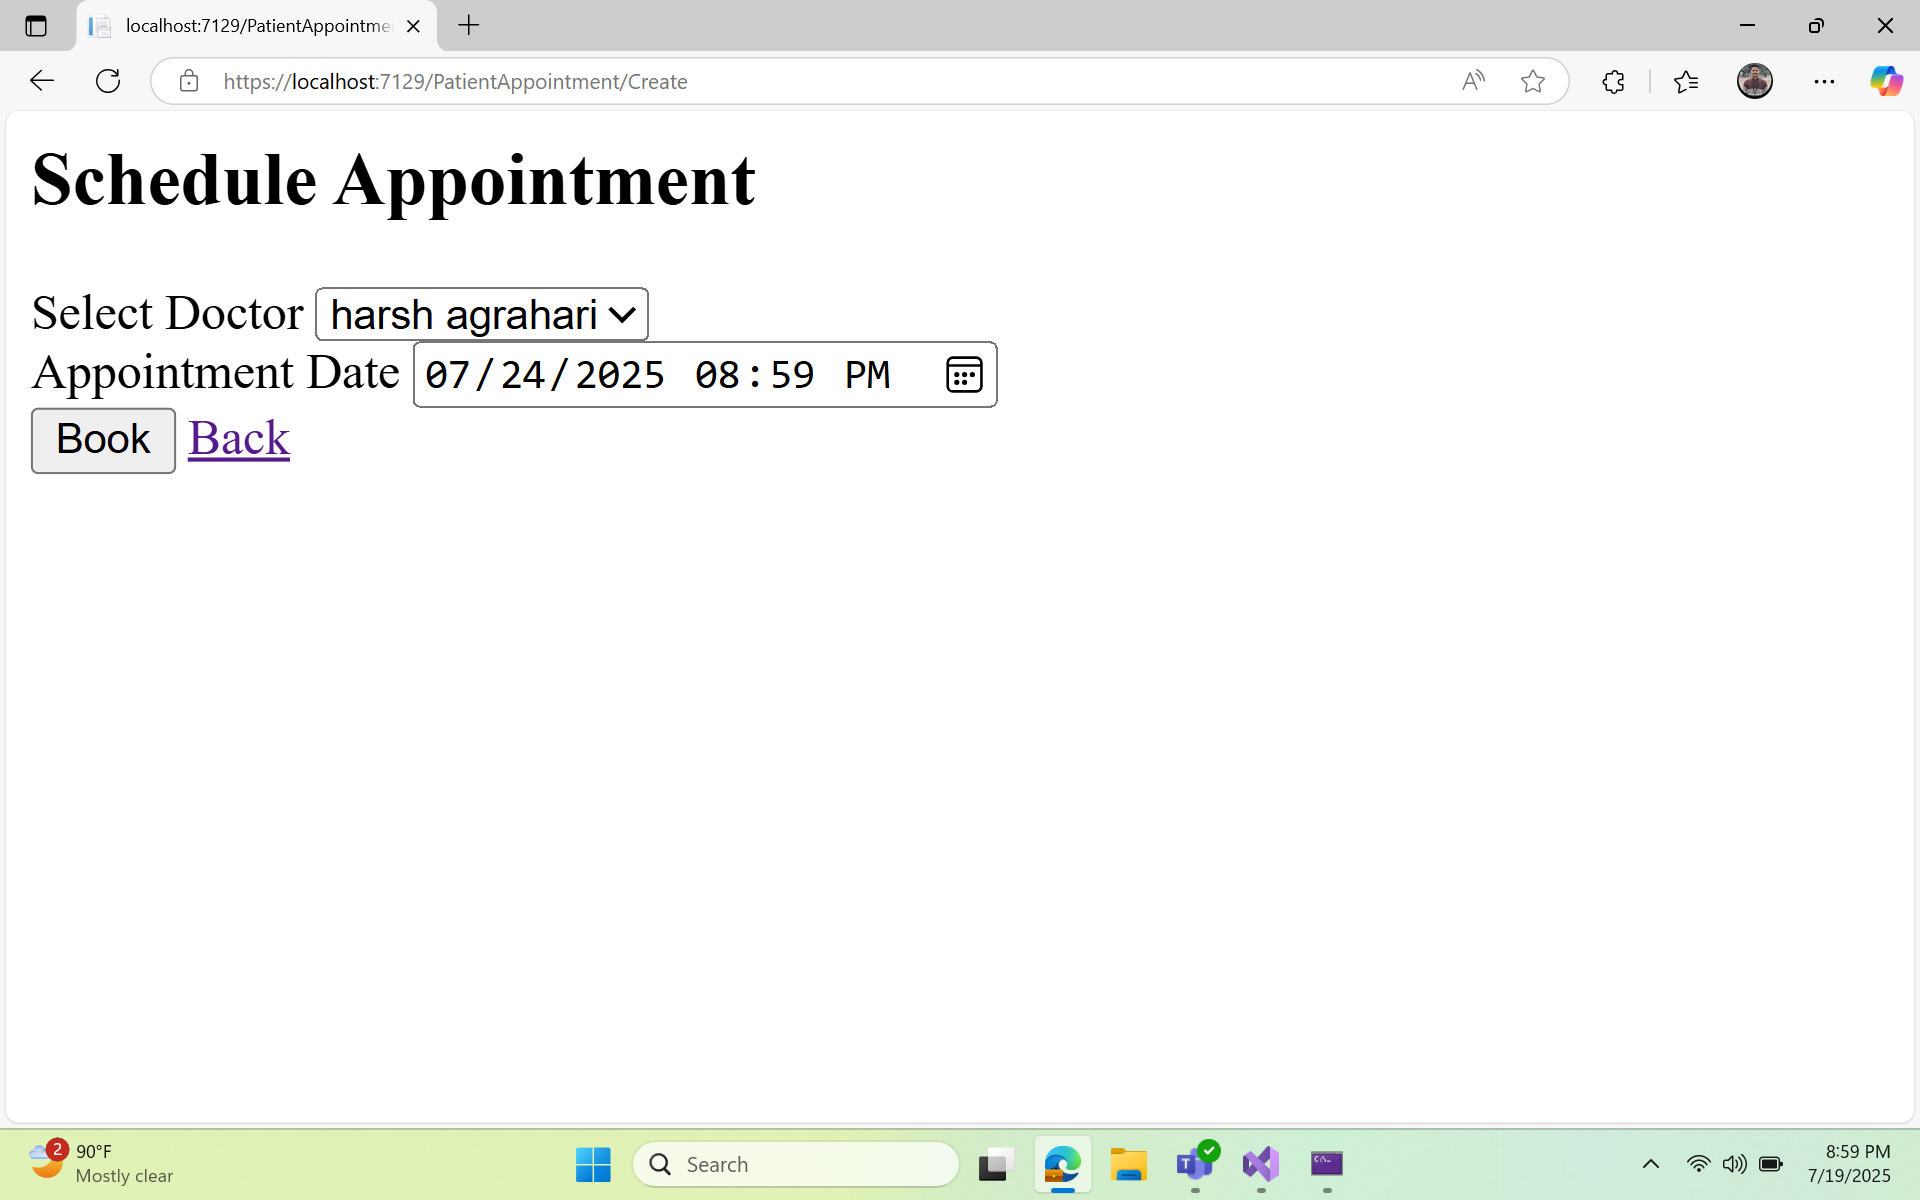 localhost:7129/PatientAppointme
https://localhost:7129/PatientAppointment/Create
Schedule Appointment
Select Doctor harsh agrahari
Appointment Date 07/24/2025 08:59 PM
Book Back
2
90°F
Mostly clear
Search
8:59 PM
7/19/2025